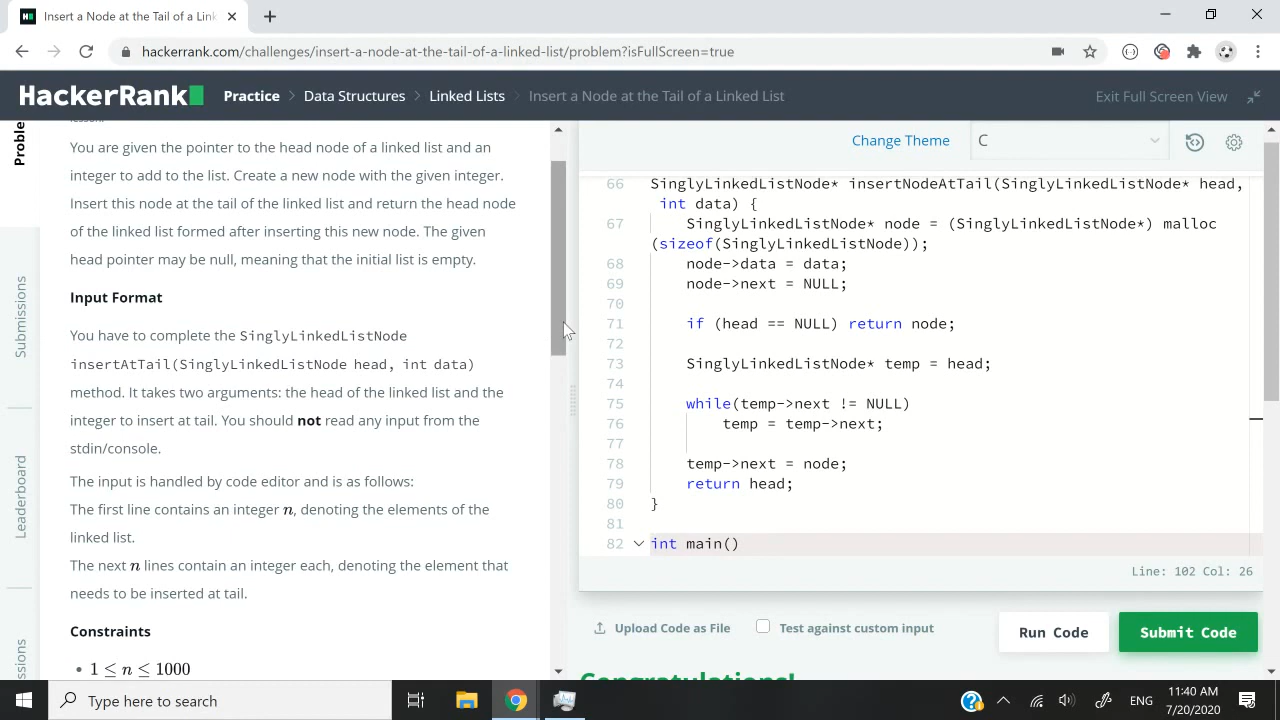 Insert a Node at the Tail of a Link
hackerrank.com/challenges/insert-a-node-at-the-tail-of-a-linked-list/problem?isFullScreen=true
HackerRank Practice > Data Structures > Linked Lists > Insert a Node at the Tail of a Linked List Exit Full Screen View
Proble
Submissions
Leaderboard
lesson.
You are given the pointer to the head node of a linked list and an
integer to add to the list. Create a new node with the given integer.
Insert this node at the tail of the linked list and return the head node
of the linked list formed after inserting this new node. The given
head pointer may be null, meaning that the initial list is empty.
Input Format
You have to complete the SinglyLinkedListNode
insertAtTail(SinglyLinkedListNode head, int data)
method. It takes two arguments: the head of the linked list and the
integer to insert at tail. You should not read any input from the
stdin/console.
The input is handled by code editor and is as follows:
The first line contains an integer n, denoting the elements of the
linked list.
The next n lines contain an integer each, denoting the element that
needs to be inserted at tail.
Constraints
• 1 ≤ n ≤ 1000
Change Theme C
66 SinglyLinkedListNode* insertNodeAtTail(SinglyLinkedListNode* head,
int data) {
67 SinglyLinkedListNode* node = (SinglyLinkedListNode*) malloc
(sizeof(SinglyLinkedListNode));
68 node->data = data;
69 node->next = NULL;
70
71 if (head == NULL) return node;
72
73 SinglyLinkedListNode* temp = head;
74
75 while(temp->next != NULL)
76 temp = temp->next;
77
78 temp->next = node;
79 return head;
80 }
81
82 int main()
Line: 102 Col: 26
Upload Code as File Test against custom input Run Code Submit Code
Congratulations!
Type here to search
ENG
11:40 AM
7/20/2020